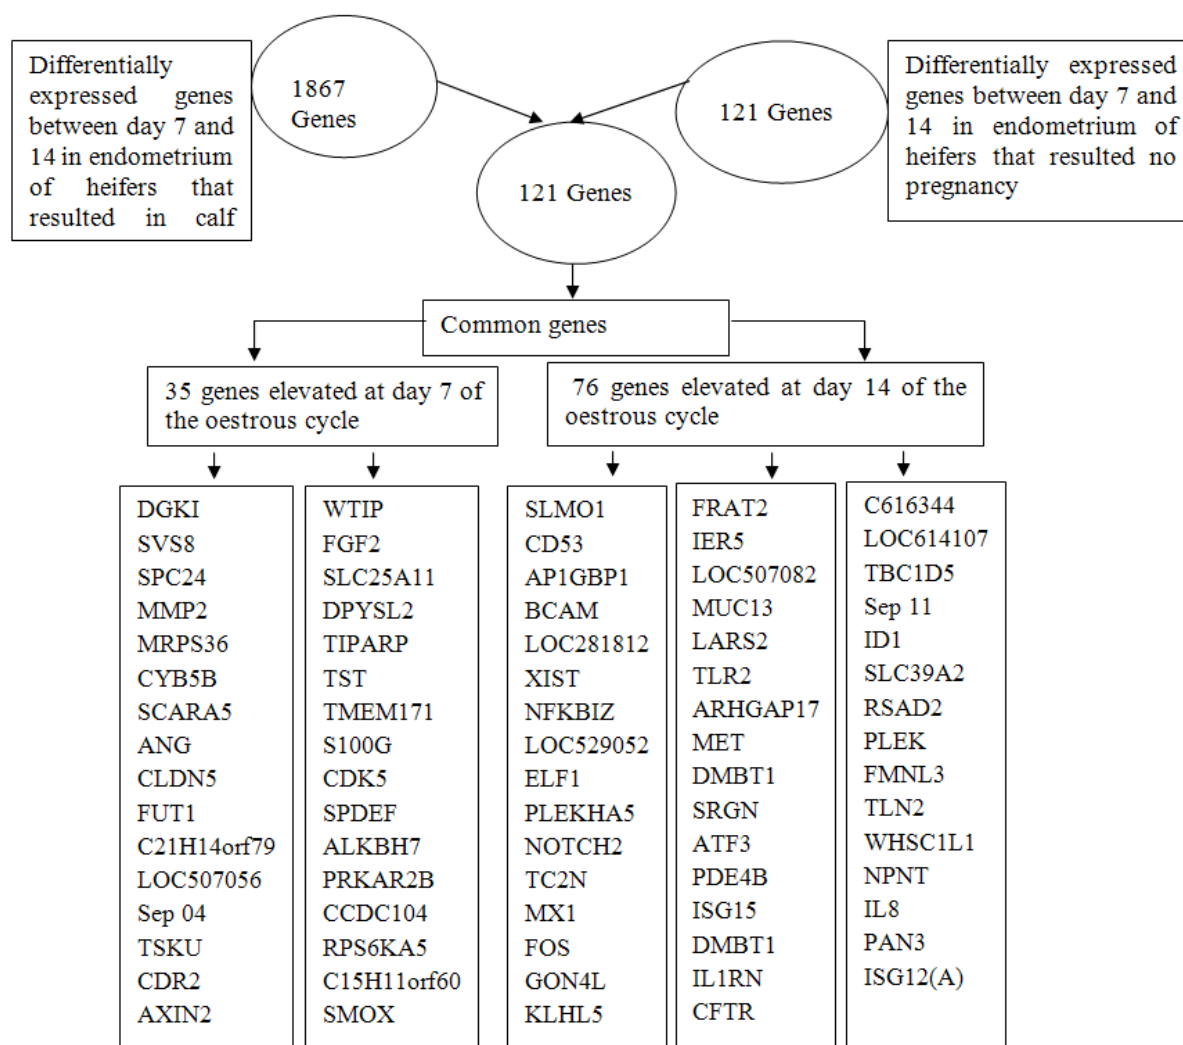 Differentially
expressed genes
between day 7 and
14 in endometrium
of heifers that
resulted in calf
1867
Genes
121 Genes
Differentially expressed
genes between day 7 and
14 in endometrium of
heifers that resulted no
pregnancy
121 Genes
Common genes
35 genes elevated at day 7 of
the oestrous cycle
76 genes elevated at day 14 of the
oestrous cycle
DGKI
SVS8
SPC24
MMP2
MRPS36
CYB5B
SCARA5
ANG
CLDN5
FUT1
C21H14orf79
LOC507056
Sep 04
TSKU
CDR2
AXIN2
WTIP
FGF2
SLC25A11
DPYSL2
TIPARP
TST
TMEM171
S100G
CDK5
SPDEF
ALKBH7
PRKAR2B
CCDC104
RPS6KA5
C15H11orf60
SMOX
SLMO1
CD53
AP1GBP1
BCAM
LOC281812
XIST
NFKBIZ
LOC529052
ELF1
PLEKHA5
NOTCH2
TC2N
MX1
FOS
GON4L
KLHL5
FRAT2
IER5
LOC507082
MUC13
LARS2
TLR2
ARHGAP17
MET
DMBT1
SRGN
ATF3
PDE4B
ISG15
DMBT1
IL1RN
CFTR
C616344
LOC614107
TBC1D5
Sep 11
ID1
SLC39A2
RSAD2
PLEK
FMNL3
TLN2
WHSC1L1
NPNT
IL8
PAN3
ISG12(A)